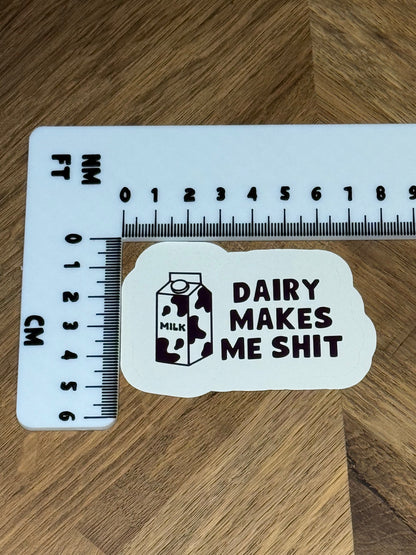 NM
FT
0 1 2 3 4 5 6 7 8 9
0
1
2
3
4
5
6
CM
MILK
DAIRY
MAKES
ME SHIT